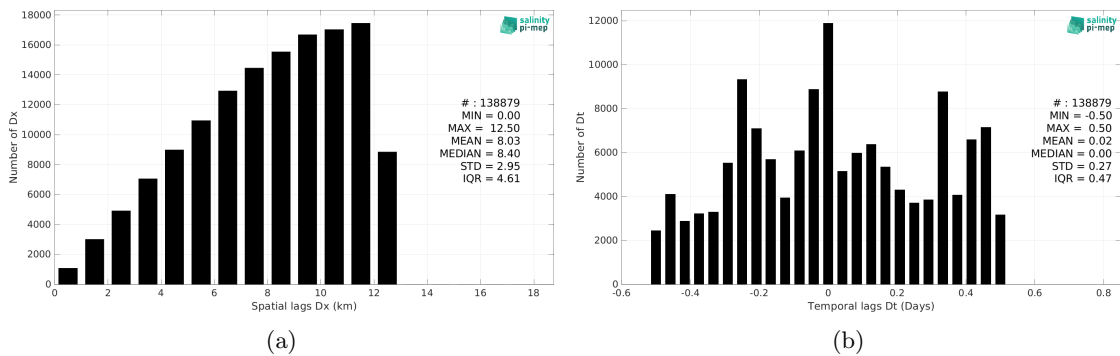 18000
16000
14000
12000
10000
8000
6000
4000
2000
0
Number of Dx
0 2 4 6 8 10 12 14 16 18
Spatial lags Dx (km)
salinity
pi-mep
# : 138879
MIN = 0.00
MAX = 12.50
MEAN = 8.03
MEDIAN = 8.40
STD = 2.95
IQR = 4.61
(a)
12000
10000
8000
6000
4000
2000
0
Number of Dt
-0.6 -0.4 -0.2 0 0.2 0.4 0.6 0.8
Temporal lags Dt (Days)
salinity
pi-mep
# : 138879
MIN = -0.50
MAX = 0.50
MEAN = 0.02
MEDIAN = 0.00
STD = 0.27
IQR = 0.47
(b)